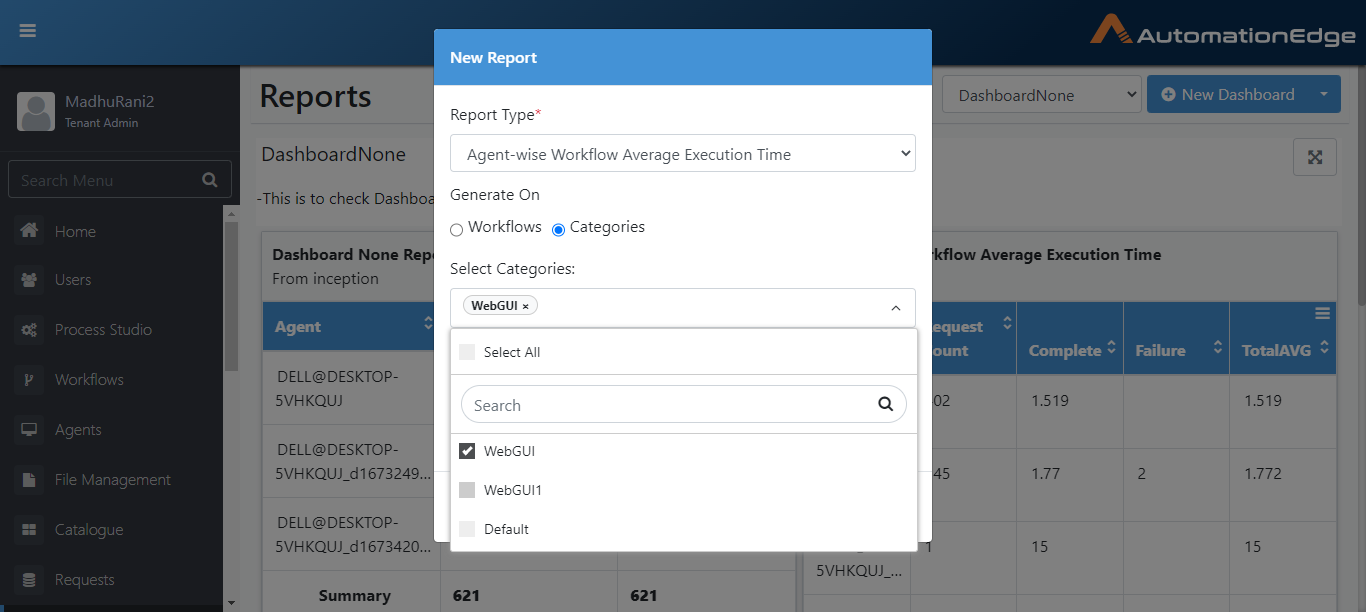 AutomationEdge
MadhuRani2
Tenant Admin
Search Menu
Home
Users
Process Studio
Workflows
Agents
File Management
Catalogue
Requests
Reports
DashboardNone
New Dashboard
DashboardNone
-This is to check Dashboa
Dashboard None Repo
From inception
Agent
DELL@DESKTOP-
5VHKQUJ
DELL@DESKTOP-
5VHKQUJ_d1673249...
DELL@DESKTOP-
5VHKQUJ_d1673420...
Summary 621 621
New Report
Report Type*
Agent-wise Workflow Average Execution Time
Generate On
Workflows Categories
Select Categories:
WebGUI ×
Select All
Search
WebGUI
WebGUI1
Default
kflow Average Execution Time
equest
ount Complete Failure TotalAVG
02 1.519 1.519
45 1.77 2 1.772
1 15 15
5VHKQUJ_...